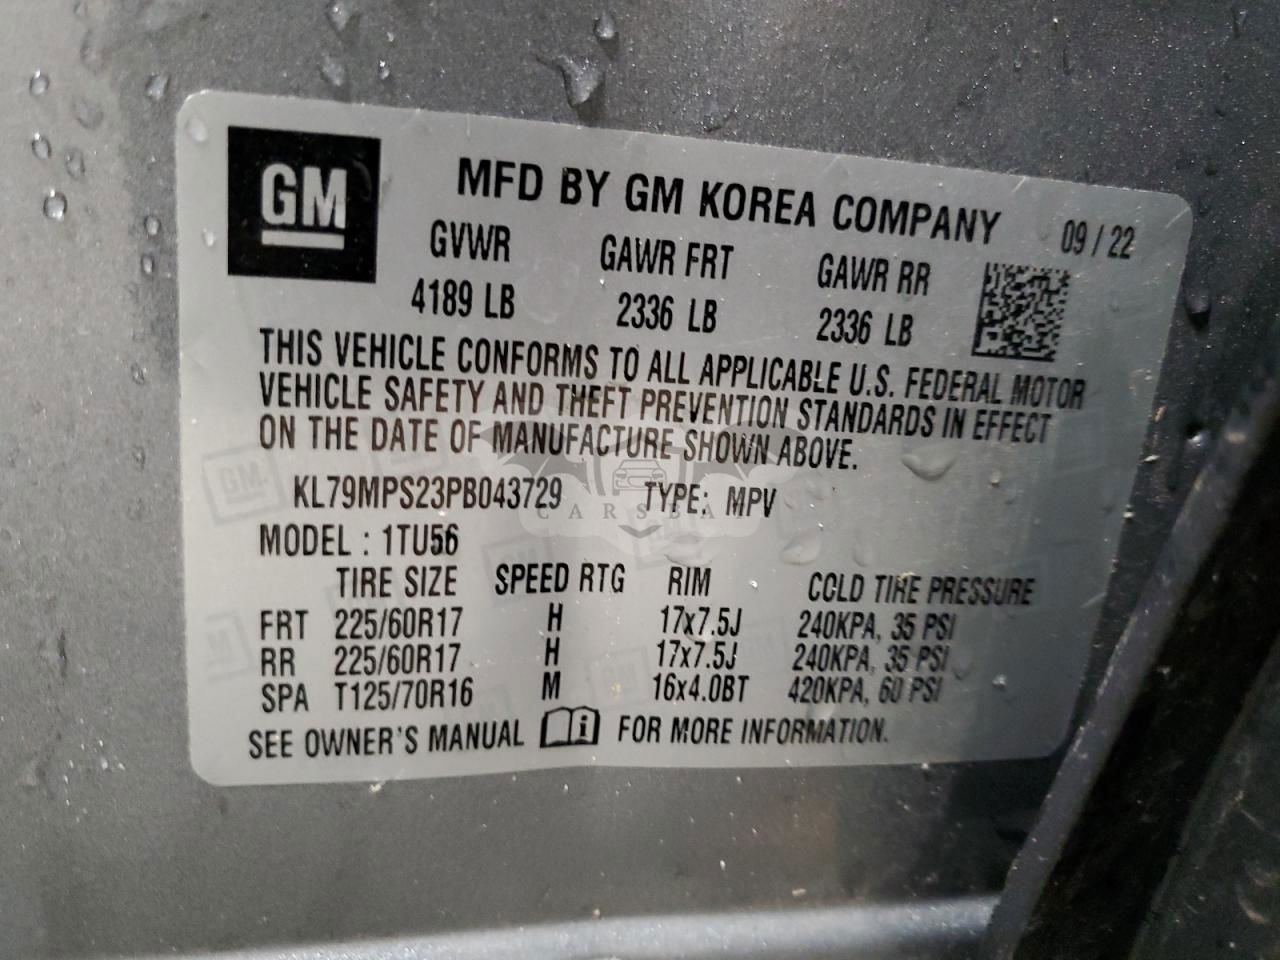 GM
MFD BY GM KOREA COMPANY 09 / 22
GVWR GAWR FRT GAWR RR
4189 LB 2336 LB 2336 LB
THIS VEHICLE CONFORMS TO ALL APPLICABLE U.S. FEDERAL MOTOR
VEHICLE SAFETY AND THEFT PREVENTION STANDARDS IN EFFECT
ON THE DATE OF MANUFACTURE SHOWN ABOVE.
KL79MPS23PB043729 TYPE: MPV
CARSBAT
MODEL : 1TU56
TIRE SIZE SPEED RTG RIM COLD TIRE PRESSURE
FRT 225/60R17 H 17x7.5J 240KPA, 35 PSI
RR 225/60R17 H 17x7.5J 240KPA, 35 PSI
SPA T125/70R16 M 16x4.0BT 420KPA, 60 PSI
SEE OWNER'S MANUAL i FOR MORE INFORMATION.